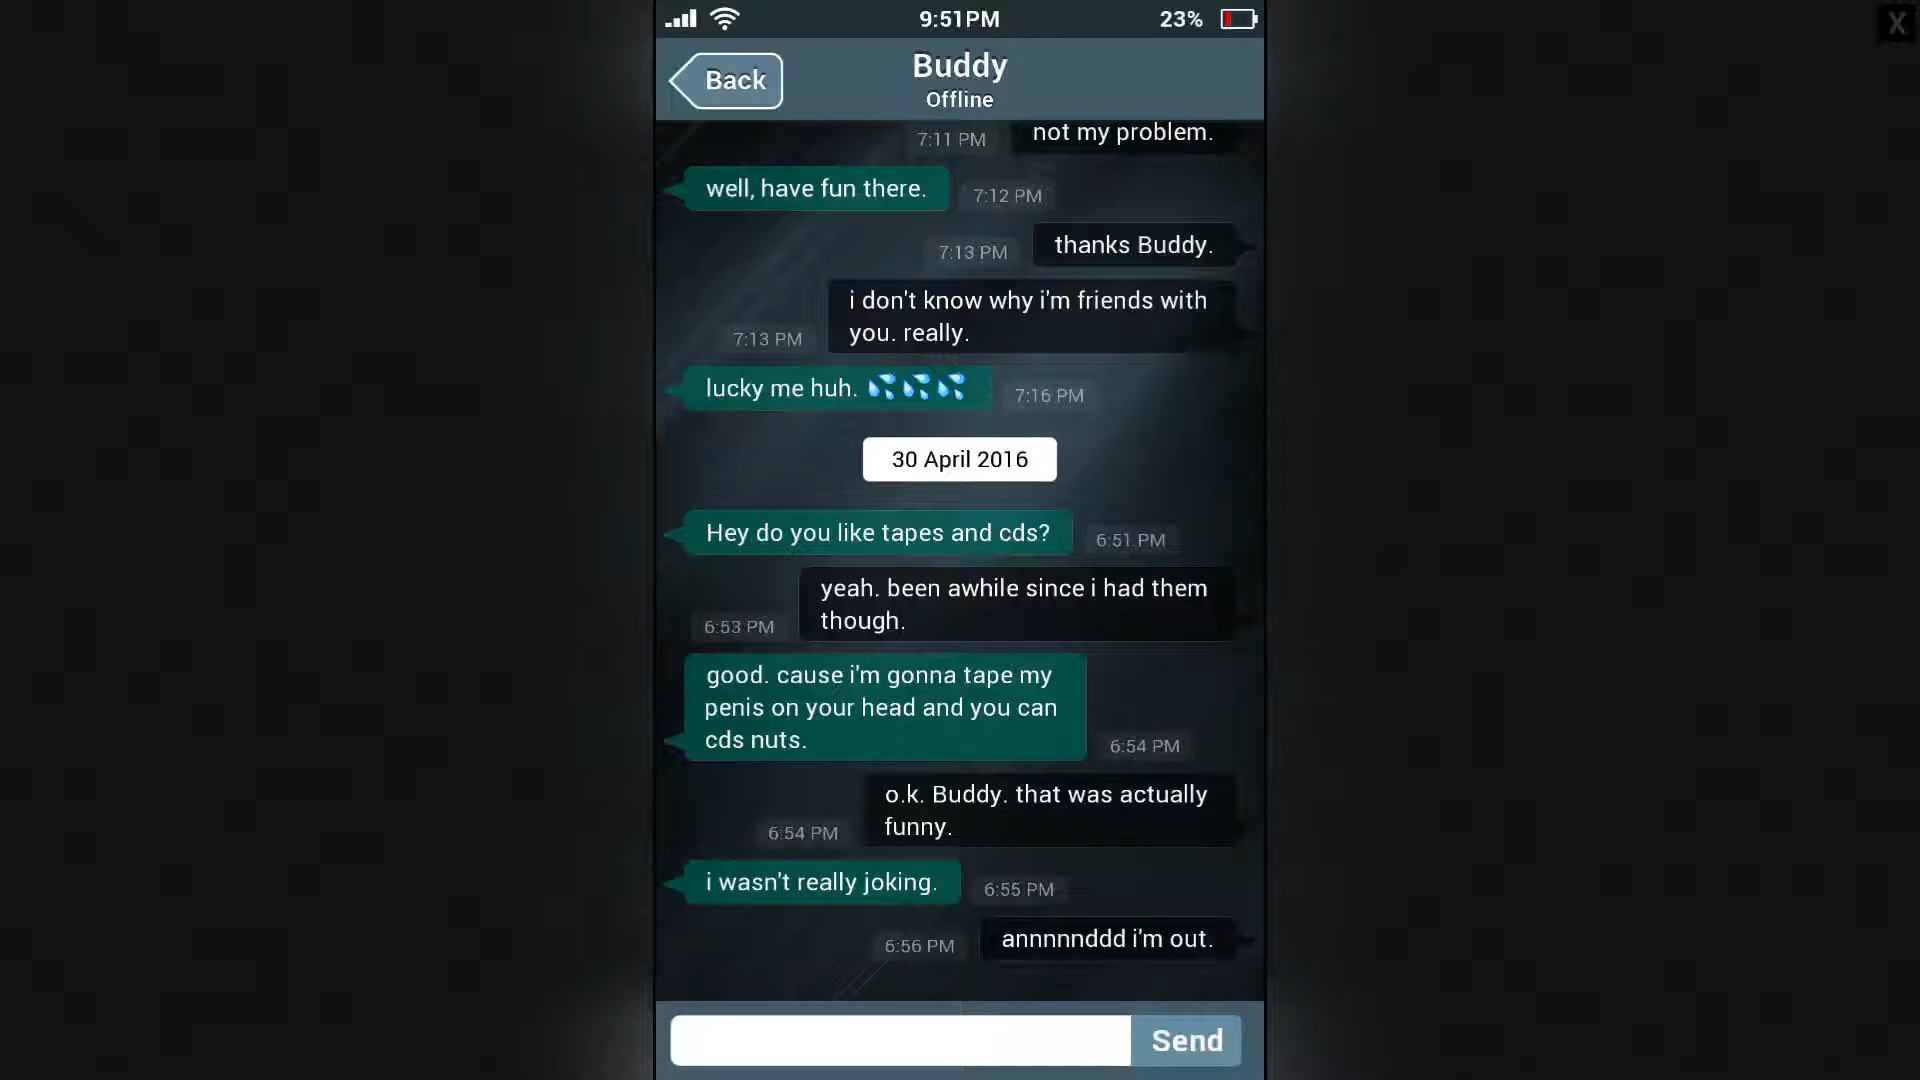 9:51PM
23%
X
Back
Buddy
Offline
not my problem.
7:11 PM
well, have fun there.
7:12 PM
thanks Buddy.
7:13 PM
i don't know why i'm friends with
you. really.
7:13 PM
lucky me huh. 💦💦💦
7:16 PM
30 April 2016
Hey do you like tapes and cds?
6:51 PM
yeah. been awhile since i had them
though.
6:53 PM
good. cause i'm gonna tape my
penis on your head and you can
cds nuts.
6:54 PM
o.k. Buddy. that was actually
funny.
6:54 PM
i wasn't really joking.
6:55 PM
annnnnddd i'm out.
6:56 PM
Send